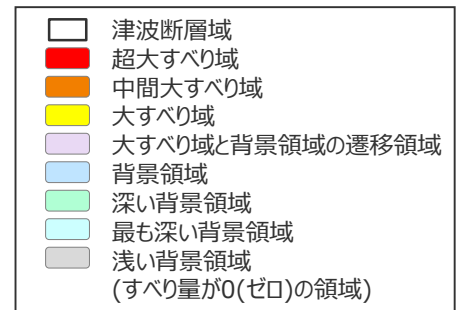 津波断層域
超大すべり域
中間大すべり域
大すべり域
大すべり域と背景領域の遷移領域
背景領域
深い背景領域
最も深い背景領域
浅い背景領域
(すべり量が0(ゼロ)の領域)